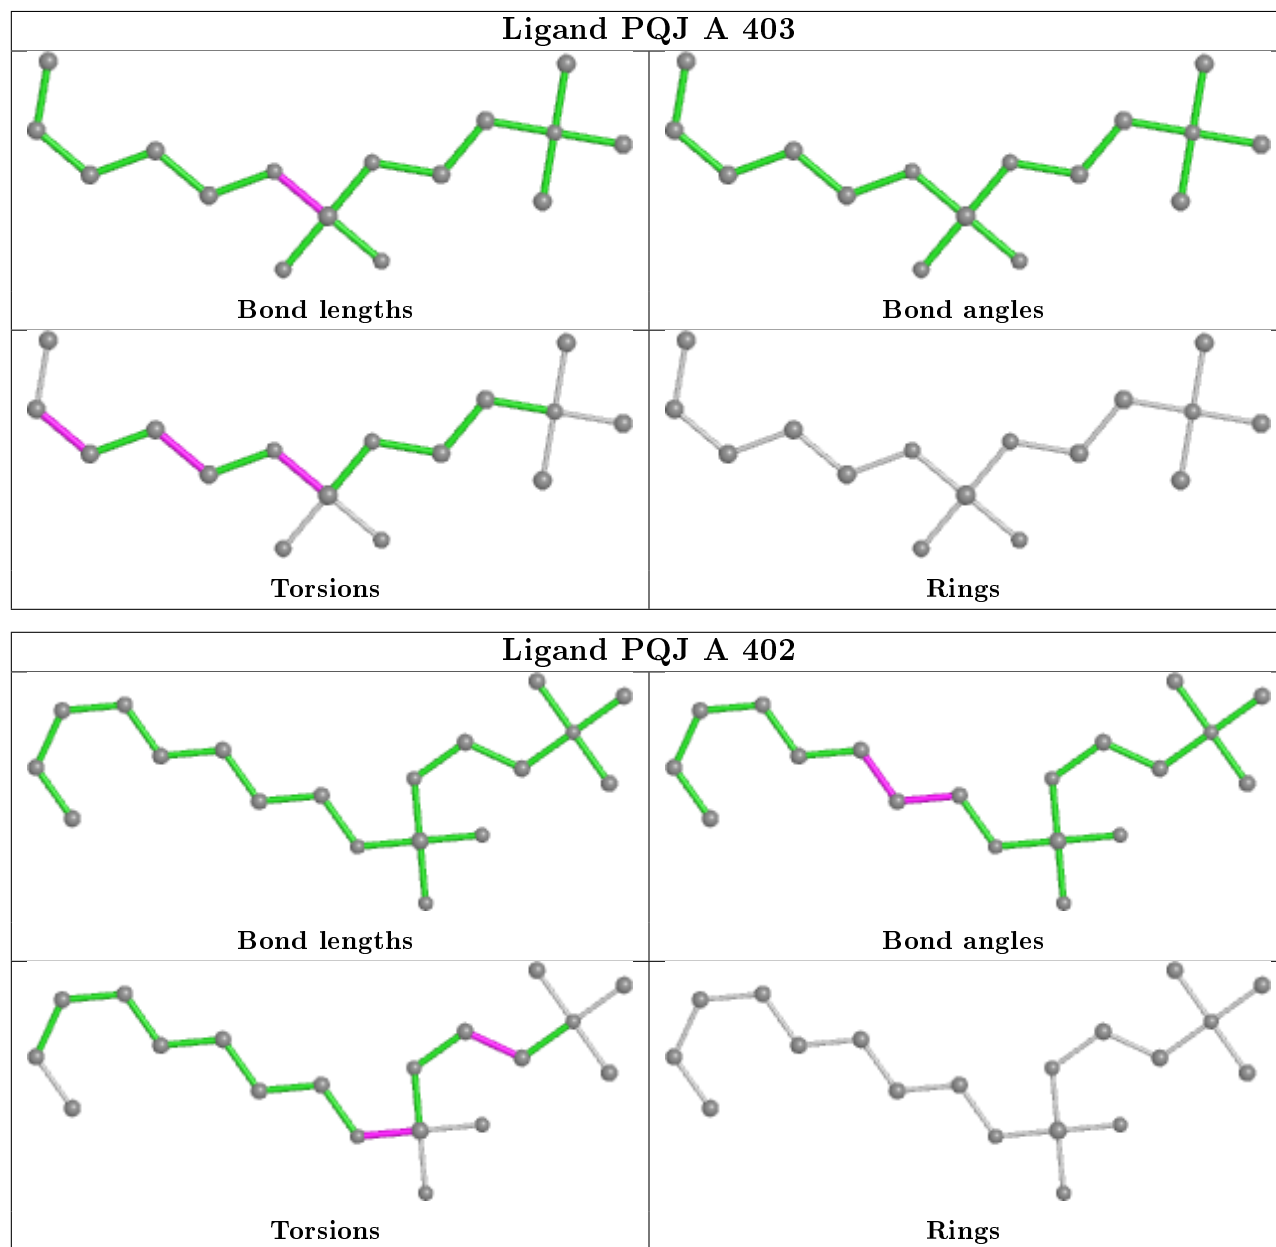 Ligand PQJ A 403
Bond lengths
Bond angles
Torsions
Rings
Ligand PQJ A 402
Bond lengths
Bond angles
Torsions
Rings